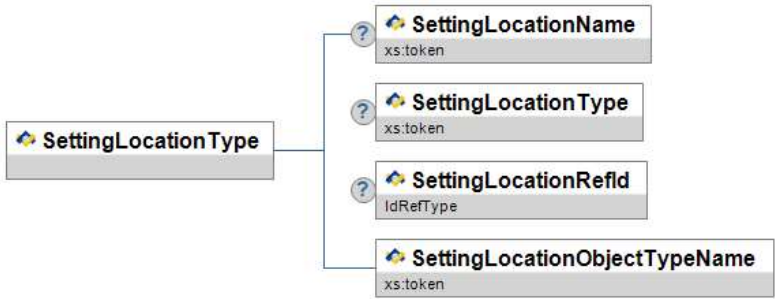 ?
SettingLocationName
xs:token
?
SettingLocationType
xs:token
SettingLocationType
?
SettingLocationRefId
IdRefType
SettingLocationObjectTypeName
xs:token